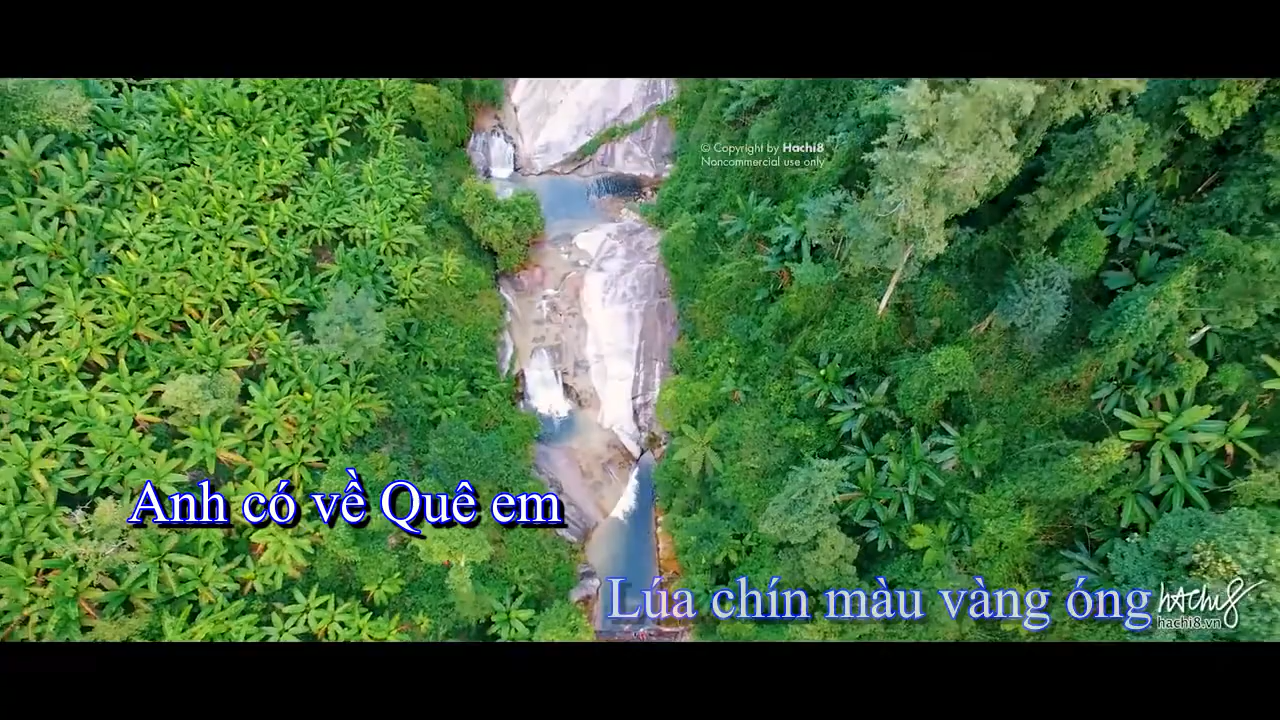 © Copyright by Hachi8
Noncommercial use only
Anh có về Quê em
Lúa chín màu vàng óng
hachi8
hachi8.vn